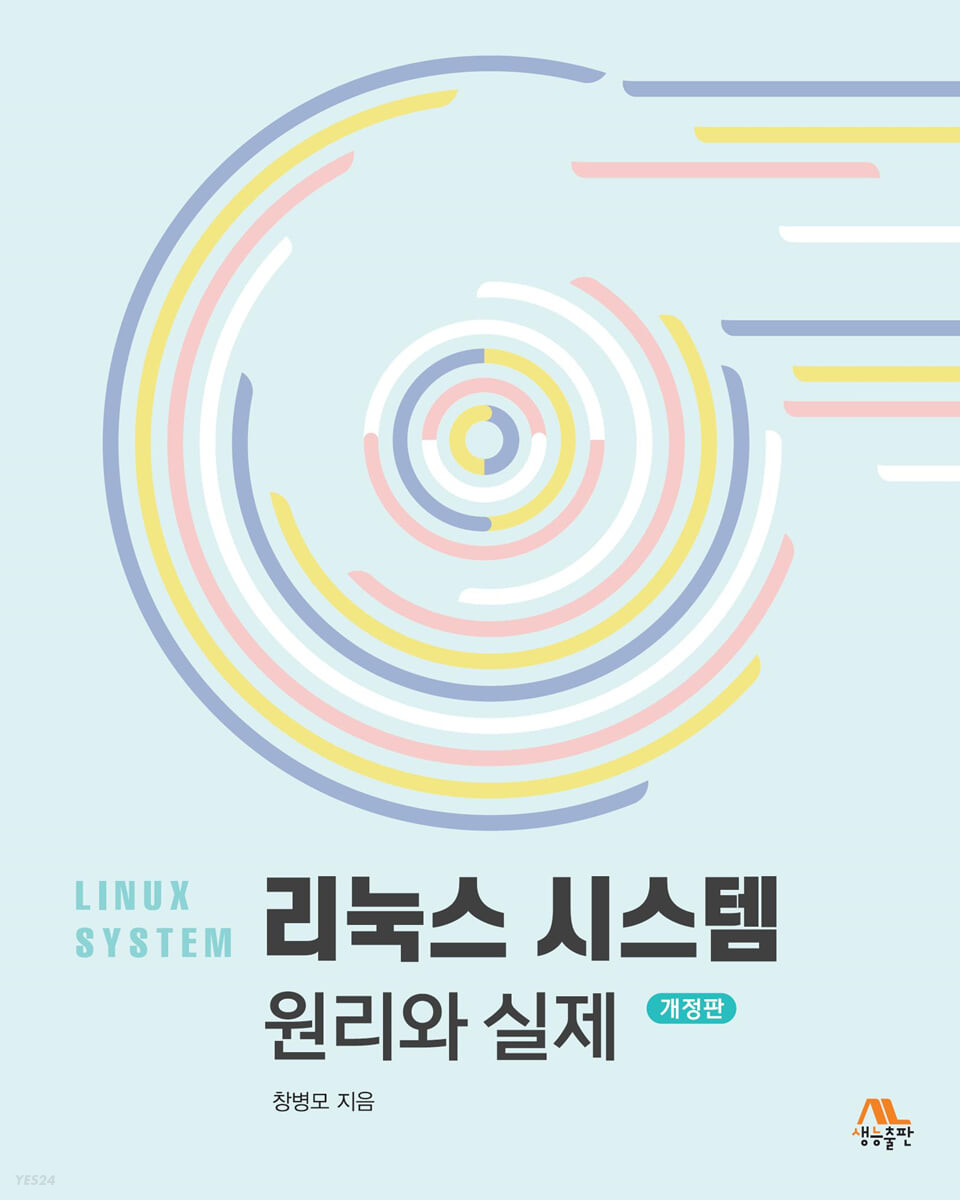 LINUX
SYSTEM
리눅스 시스템
원리와 실제
개정판
창병모 지음
생능출판
YES24